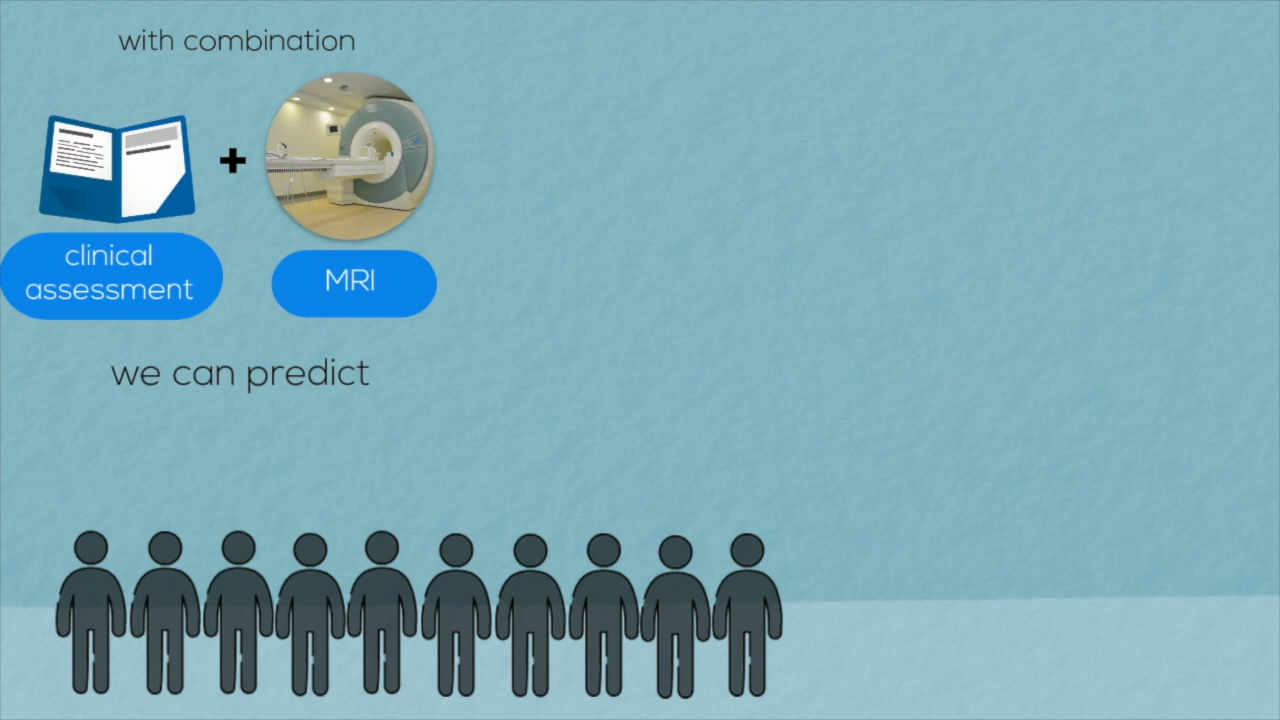 with combination
clinical
assessment
MRI
we can predict